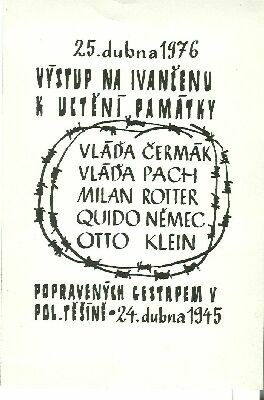 25. dubna 1976
VÝSTUP NA IVANČENU
K UCTĚNÍ PAMÁTKY
VLÁĎA ČERMÁK
VLÁĎA PACH
MILAN ROTTER
QUIDO NĚMEC
OTTO KLEIN
POPRAVENÝCH GESTAPEM V
POL. TĚŠÍNĚ • 24. dubna 1945